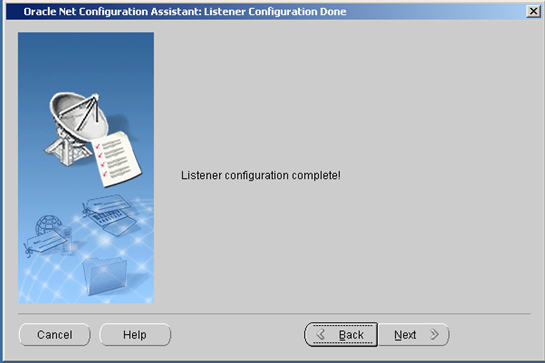 Oracle Net Configuration Assistant: Listener Configuration Done
Listener configuration complete!
Cancel
Help
Back
Next